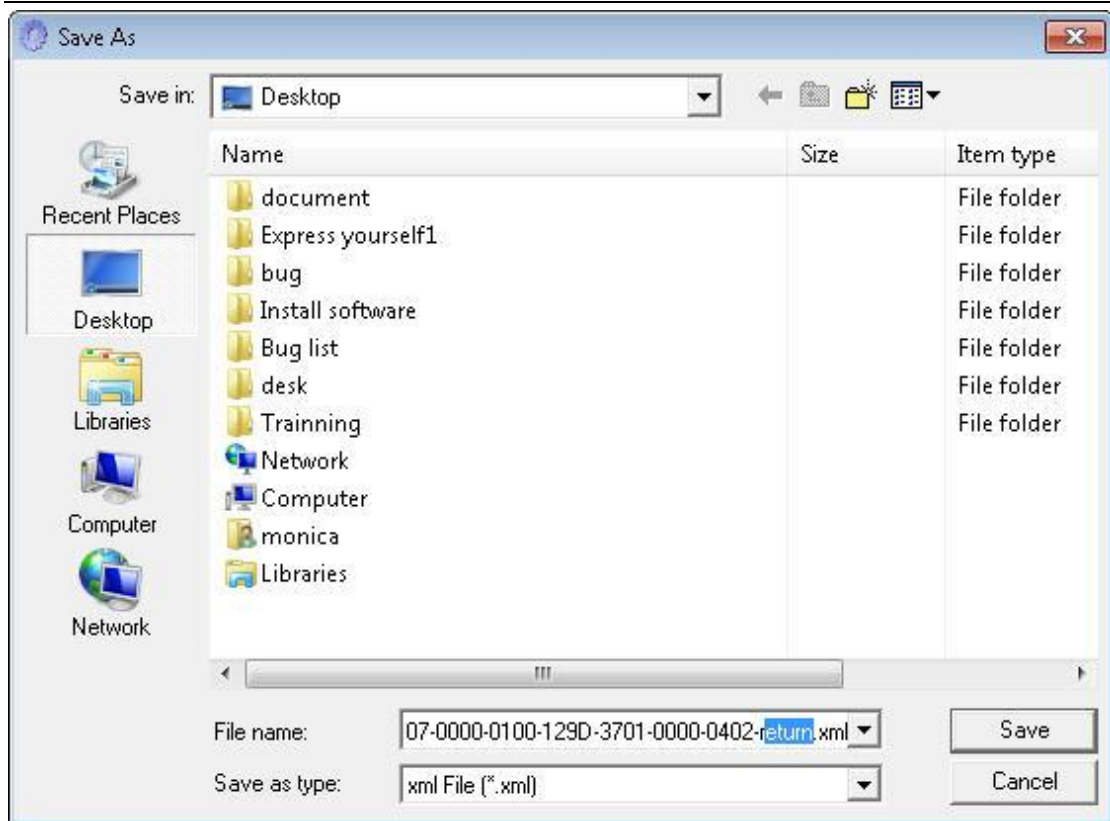 Save As
Save in: Desktop
Name Size Item type
Recent Places
Desktop
Libraries
Computer
Network
document File folder
Express yourself1 File folder
bug File folder
Install software File folder
Bug list File folder
desk File folder
Trainning File folder
Network
Computer
monica
Libraries
File name: 07-0000-0100-129D-3701-0000-0402-return.xml Save
Save as type: xml File (*.xml) Cancel